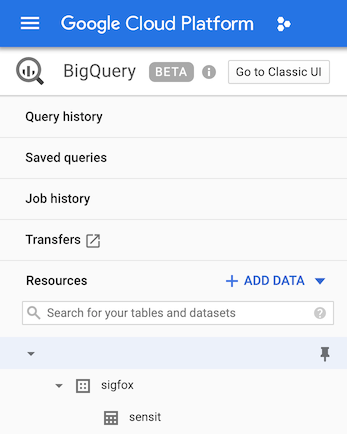 Google Cloud Platform
BigQuery BETA Go to Classic UI
Query history
Saved queries
Job history
Transfers
Resources + ADD DATA
Search for your tables and datasets
sigfox
sensit